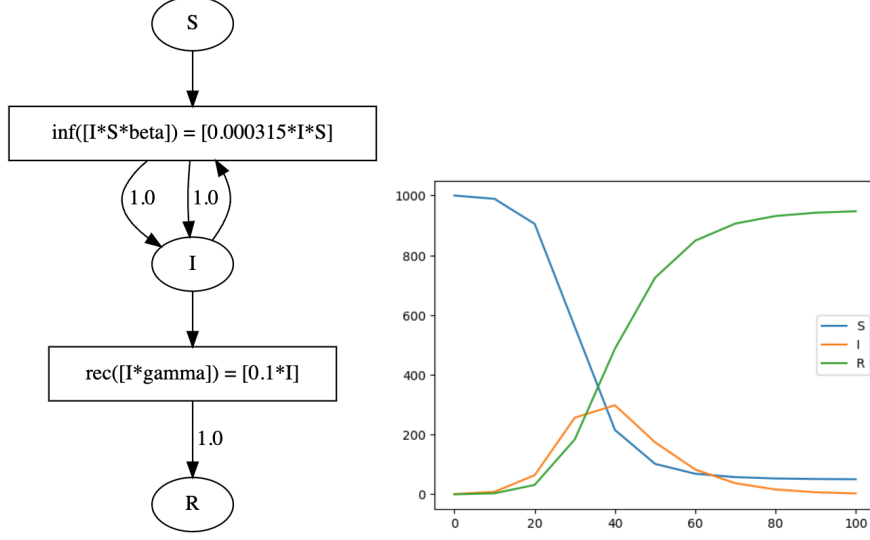 S
inf([I*S*beta]) = [0.000315*I*S]
1.0
1.0
I
rec([I*gamma]) = [0.1*I]
1.0
R
1000
800
600
400
200
0
0
20
40
60
80
100
S
I
R